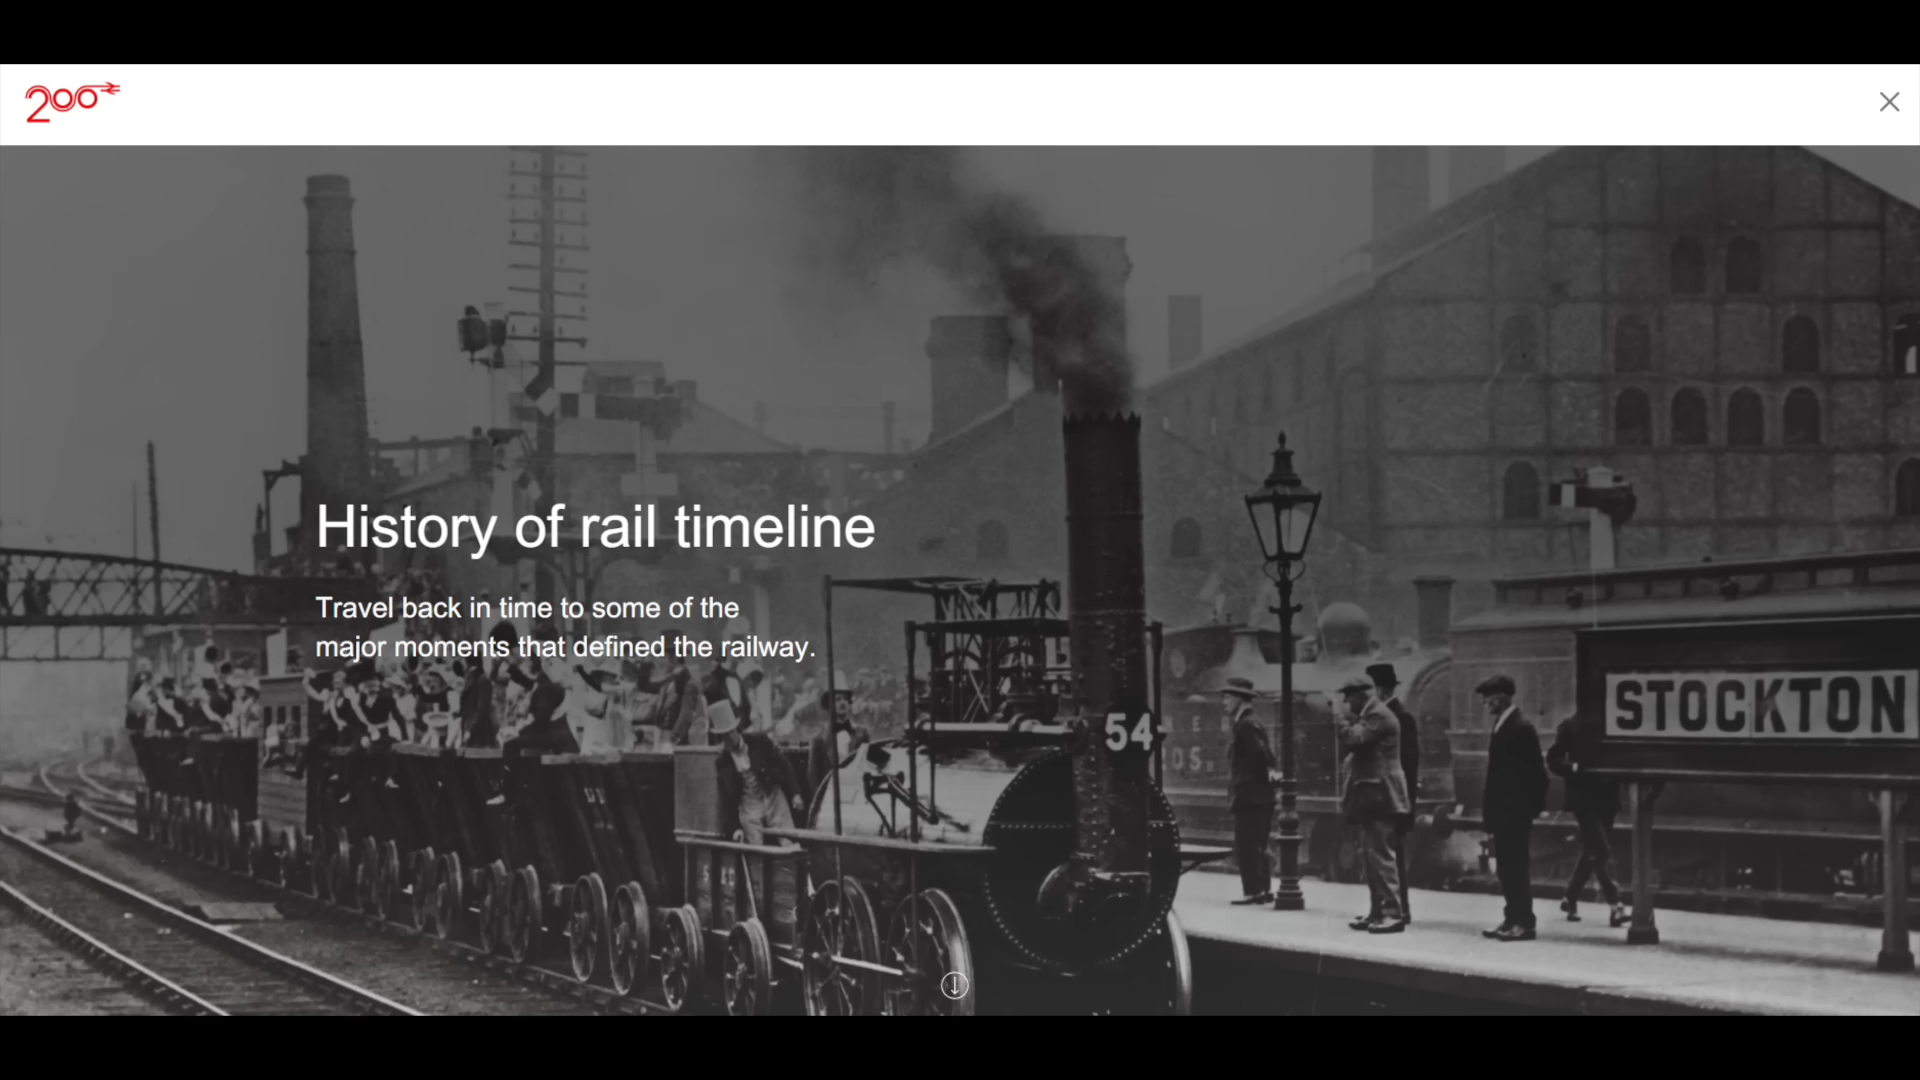 200
History of rail timeline
Travel back in time to some of the
major moments that defined the railway.
54
STOCKTON